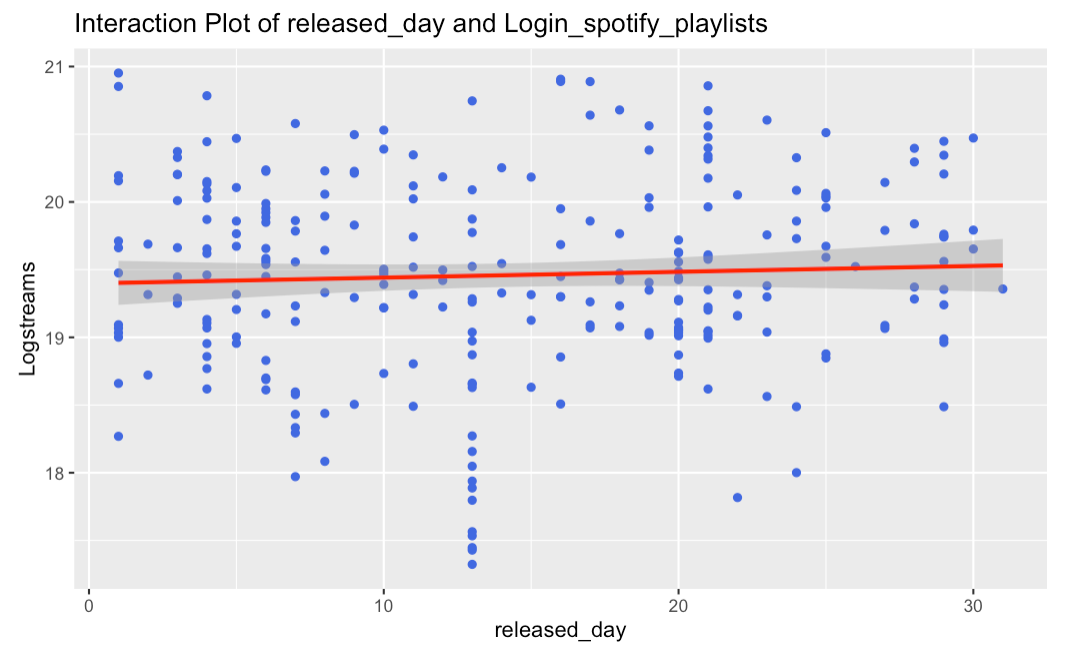 Interaction Plot of released_day and Login_spotify_playlists
21
20
19
18
Logstreams
0 10 20 30
released_day